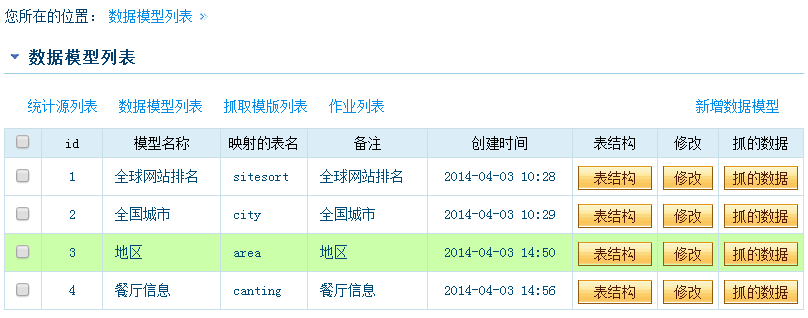 您所在的位置： 数据模型列表 »
数据模型列表
统计源列表 数据模型列表 抓取模版列表 作业列表 新增数据模型
id 模型名称 映射的表名 备注 创建时间 表结构 修改 抓的数据
1 全球网站排名 sitesort 全球网站排名 2014-04-03 10:28 表结构 修改 抓的数据
2 全国城市 city 全国城市 2014-04-03 10:29 表结构 修改 抓的数据
3 地区 area 地区 2014-04-03 14:50 表结构 修改 抓的数据
4 餐厅信息 canting 餐厅信息 2014-04-03 14:56 表结构 修改 抓的数据